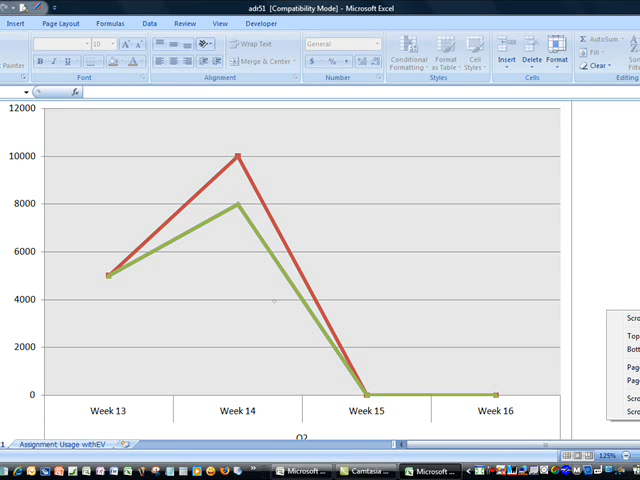 adr51 [Compatibility Mode] - Microsoft Excel
Insert Page Layout Formulas Data Review View Developer
Painter
10
Font
Wrap Text
Merge & Center
Alignment
General
Number
Conditional Formatting
Format as Table
Cell Styles
Styles
Insert
Delete
Format
Cells
AutoSum
Fill
Clear
Editing
12000
10000
8000
6000
4000
2000
0
Week 13 Week 14 Week 15 Week 16
Q2
Scro
Top
Bott
Page
Page
Scro
Scro
Assignment Usage withEV
125%
Microsoft ...
Camtasia ...
Microsoft ...